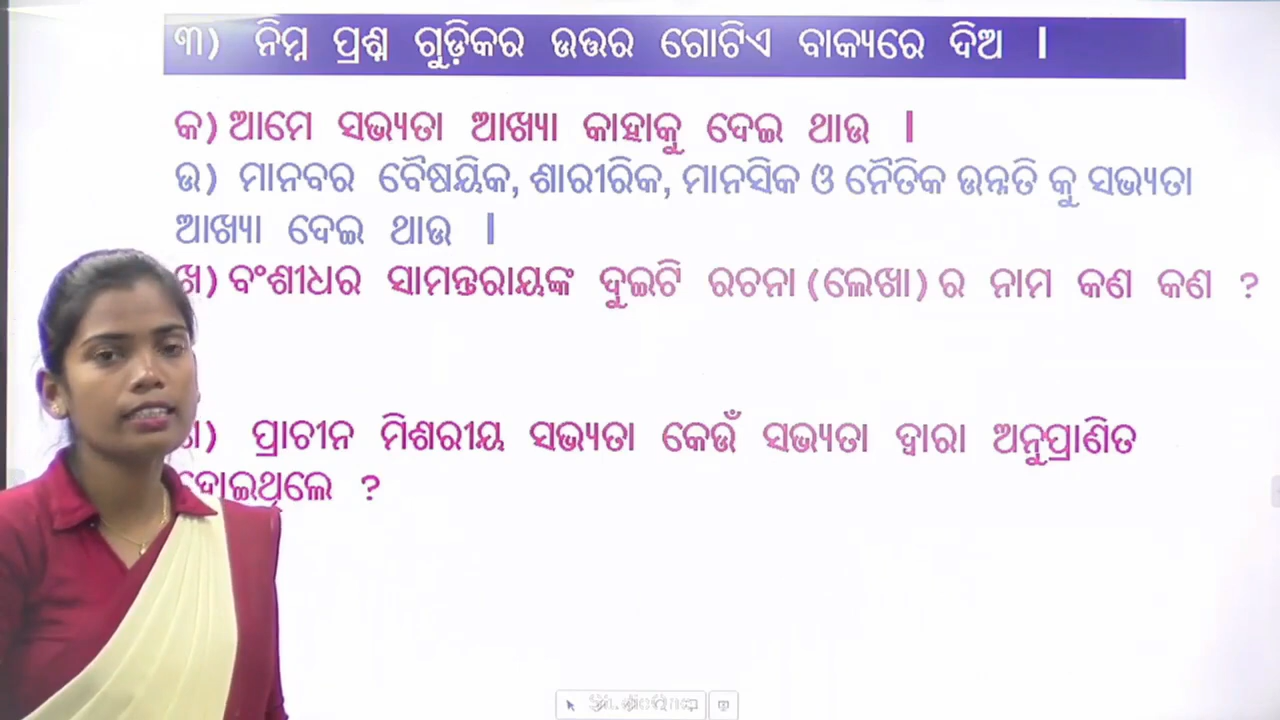 ୩) ନିମ୍ନ ପ୍ରଶ୍ନ ଗୁଡ଼ିକର ଉତ୍ତର ଗୋଟିଏ ବାକ୍ୟରେ ଦିଅ ।
କ) ଆମେ ସଭ୍ୟତା ଆଖ୍ୟା କାହାକୁ ଦେଇ ଥାଉ ।
ଉ) ମାନବର ବୈଷୟିକ, ଶାରୀରିକ, ମାନସିକ ଓ ନୈତିକ ଉନ୍ନତି କୁ ସଭ୍ୟତା
ଆଖ୍ୟା ଦେଇ ଥାଉ ।
ଖ) ବଂଶୀଧର ସାମନ୍ତରାୟଙ୍କ ଦୁଇଟି ରଚନା (ଲେଖା) ର ନାମ କଣ କଣ ?
ପ୍ରାଚୀନ ମିଶରୀୟ ସଭ୍ୟତା କେଉଁ ସଭ୍ୟତା ଦ୍ୱାରା ଅନୁପ୍ରାଣିତ
ହୋଇଥିଲେ ?